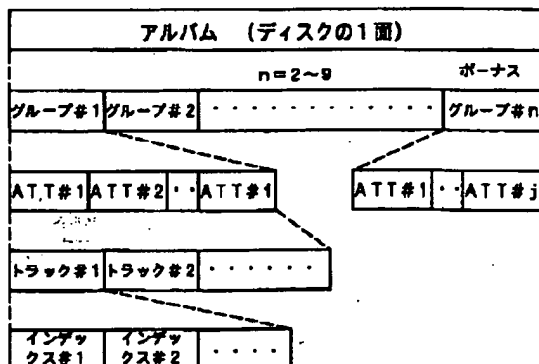 アルバム (ディスクの1面)
n=2~9 ボーナス
グループ#1 グループ#2 ・・・・・・・・・・ グループ#n
AT,T#1 ATT#2 ・・ ATT#i ATT#1 ・・ ATT#j
トラック#1 トラック#2 ・・・・・・
インデッ インデッ
クス#1 クス#2 ・・・・